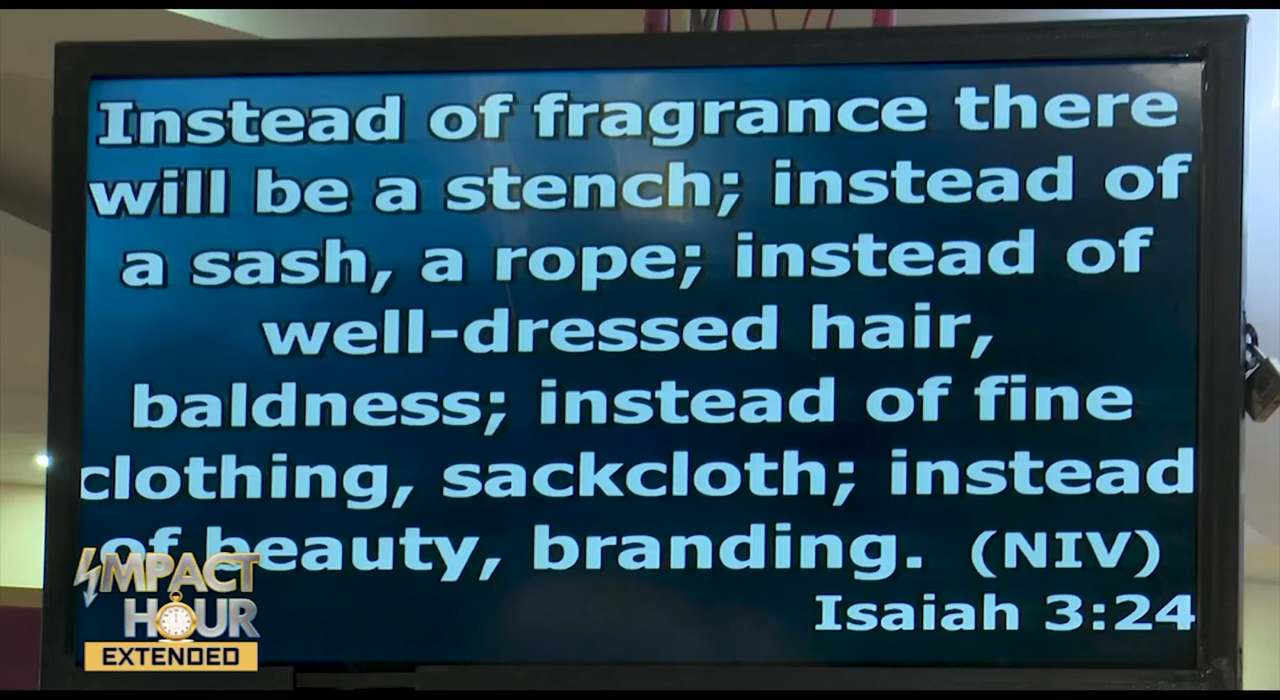 Instead of fragrance there
will be a stench; instead of
a sash, a rope; instead of
well-dressed hair,
baldness; instead of fine
clothing, sackcloth; instead
of beauty, branding. (NIV)
Isaiah 3:24
IMPACT
HOUR
EXTENDED